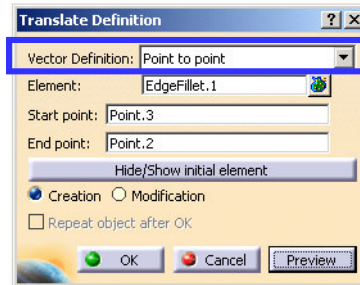 Translate Definition
Vector Definition: Point to point
Element: EdgeFillet.1
Start point: Point.3
End point: Point.2
Hide/Show initial element
Creation Modification
Repeat object after OK
OK Cancel Preview